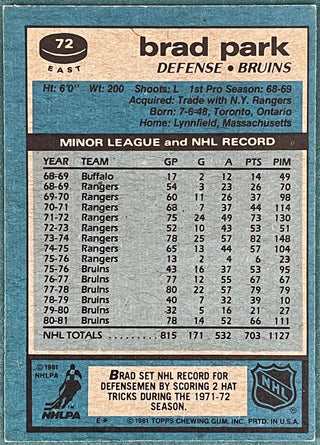 72
EAST
brad park
DEFENSE • BRUINS
Ht: 6'0" Wt: 200 Shoots: L 1st Pro Season: 68-69
Acquired: Trade with N.Y. Rangers
Born: 7-6-48, Toronto, Ontario
Home: Lynnfield, Massachusetts
MINOR LEAGUE and NHL RECORD
YEAR TEAM GP G A PTS PIM
68-69 Buffalo 17 2 12 14 49
68-69 Rangers 54 3 23 26 70
69-70 Rangers 60 11 26 37 98
70-71 Rangers 68 7 37 44 114
71-72 Rangers 75 24 49 73 130
72-73 Rangers 52 10 43 53 51
73-74 Rangers 78 25 57 82 148
74-75 Rangers 65 13 44 57 104
75-76 Rangers 13 2 4 6 23
75-76 Bruins 43 16 37 53 95
76-77 Bruins 77 12 55 67 67
77-78 Bruins 80 22 57 79 79
78-79 Bruins 40 7 32 39 10
79-80 Bruins 32 5 16 21 27
80-81 Bruins 78 14 52 66 111
NHL TOTALS ........ 815 171 532 703 1127
© 1981
NHLPA
NHLPA
BRAD SET NHL RECORD FOR
DEFENSEMEN BY SCORING 2 HAT
TRICKS DURING THE 1971-72
SEASON.
NHL
E*
© 1981 TOPPS CHEWING GUM, INC. PRTD. IN U.S.A.